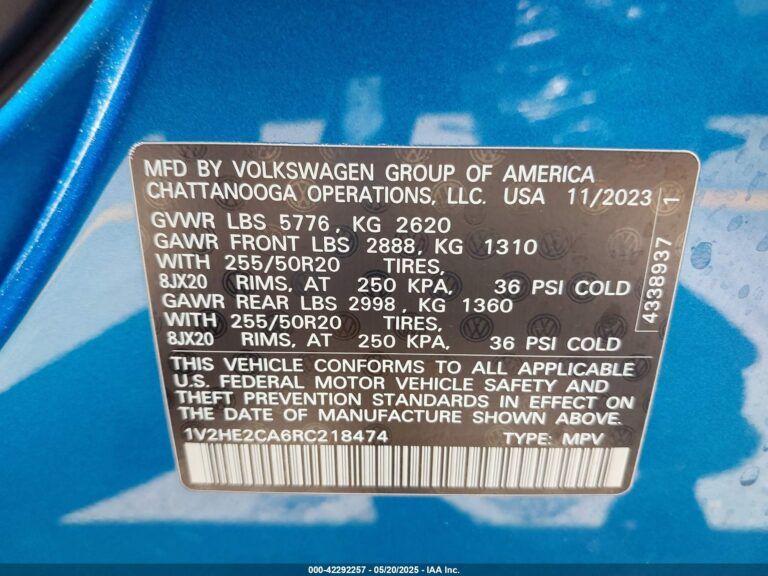 MFD BY VOLKSWAGEN GROUP OF AMERICA
CHATTANOOGA OPERATIONS, LLC. USA 11/2023
GVWR LBS 5776, KG 2620
GAWR FRONT LBS 2888, KG 1310
WITH 255/50R20 TIRES,
8JX20 RIMS, AT 250 KPA, 36 PSI COLD
GAWR REAR LBS 2998, KG 1360
WITH 255/50R20 TIRES,
8JX20 RIMS, AT 250 KPA, 36 PSI COLD
THIS VEHICLE CONFORMS TO ALL APPLICABLE
U.S. FEDERAL MOTOR VEHICLE SAFETY AND
THEFT PREVENTION STANDARDS IN EFFECT ON
THE DATE OF MANUFACTURE SHOWN ABOVE.
1V2HE2CA6RC218474 TYPE: MPV
4338937 1
000-42292257 - 05/20/2025 - IAA Inc.